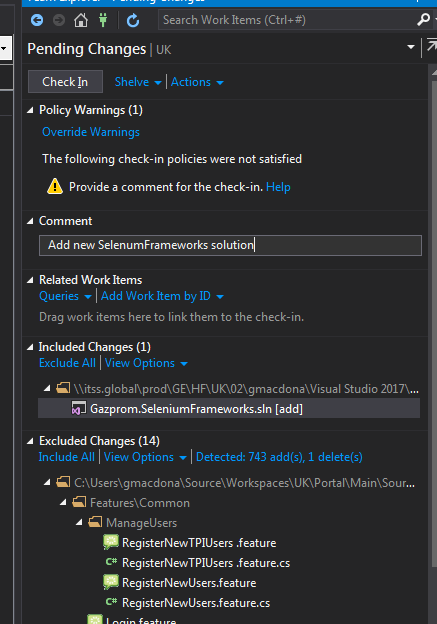 Search Work Items (Ctrl+#)
Pending Changes | UK
Check In Shelve Actions
Policy Warnings (1)
Override Warnings
The following check-in policies were not satisfied
Provide a comment for the check-in. Help
Comment
Add new SelenumFrameworks solution
Related Work Items
Queries Add Work Item by ID
Drag work items here to link them to the check-in.
Included Changes (1)
Exclude All | View Options
\\itss.global\prod\GE\HF\UK\02\gmacdona\Visual Studio 2017\...
Gazprom.SeleniumFrameworks.sln [add]
Excluded Changes (14)
Include All | View Options | Detected: 743 add(s), 1 delete(s)
C:\Users\gmacdona\Source\Workspaces\UK\Portal\Main\Sour...
Features\Common
ManageUsers
RegisterNewTPIUsers .feature
C# RegisterNewTPIUsers .feature.cs
RegisterNewUsers.feature
C# RegisterNewUsers.feature.cs
Login.feature